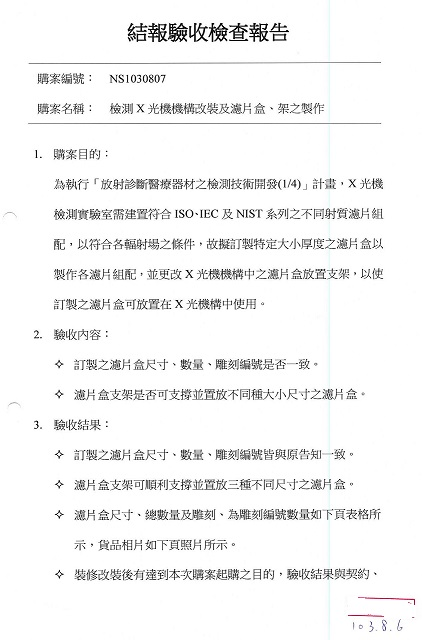 結報驗收檢查報告
購案編號： NS1030807
購案名稱： 檢測 X 光機機構改裝及濾片盒、架之製作
1. 購案目的：
為執行「放射診斷醫療器材之檢測技術開發(1/4)」計畫，X 光機
檢測實驗室需建置符合 ISO、IEC 及 NIST 系列之不同射質濾片組
配，以符合各輻射場之條件，故擬訂製特定大小厚度之濾片盒以
製作各濾片組配，並更改 X 光機機構中之濾片盒放置支架，以使
訂製之濾片盒可放置在 X 光機構中使用。
2. 驗收內容：
✧ 訂製之濾片盒尺寸、數量、雕刻編號是否一致。
✧ 濾片盒支架是否可支撐並置放不同種大小尺寸之濾片盒。
3. 驗收結果：
✧ 訂製之濾片盒尺寸、數量、雕刻編號皆與原告知一致。
✧ 濾片盒支架可順利支撐並置放三種不同尺寸之濾片盒。
✧ 濾片盒尺寸、總數量及雕刻、為雕刻編號數量如下頁表格所
示，貨品相片如下頁照片所示。
✧ 裝修改裝後有達到本次購案起購之目的，驗收結果與契約、
103.8.6